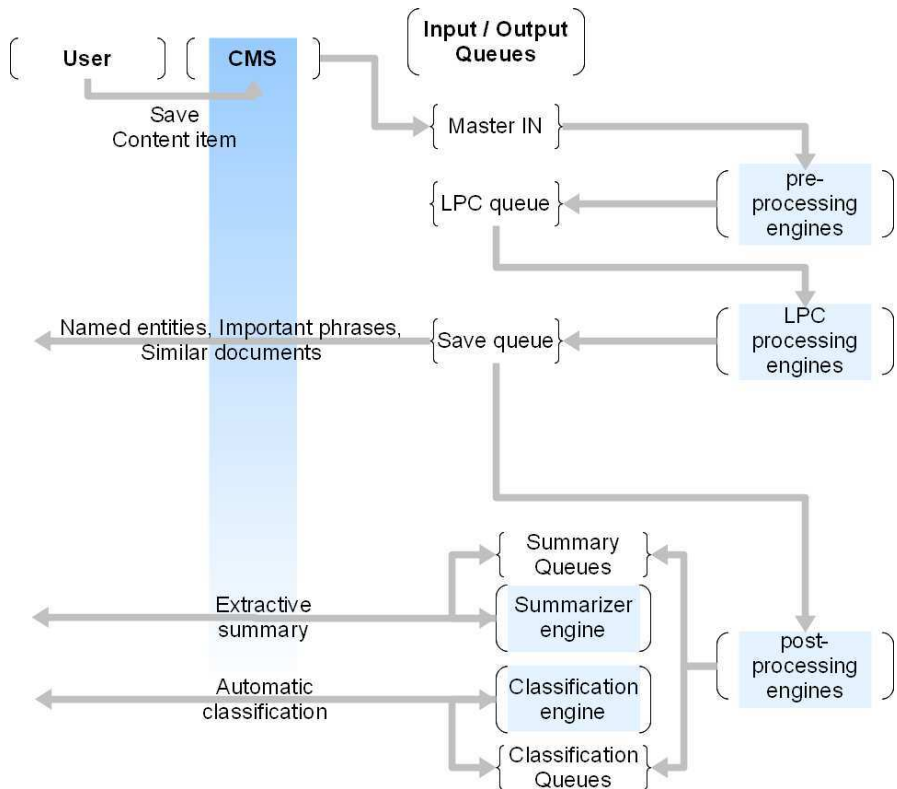 User
CMS
Input / Output
Queues
Save
Content item
Master IN
pre-
processing
engines
LPC queue
LPC
processing
engines
Named entities, Important phrases,
Similar documents
Save queue
Summary
Queues
Extractive
summary
Summarizer
engine
post-
processing
engines
Automatic
classification
Classification
engine
Classification
Queues